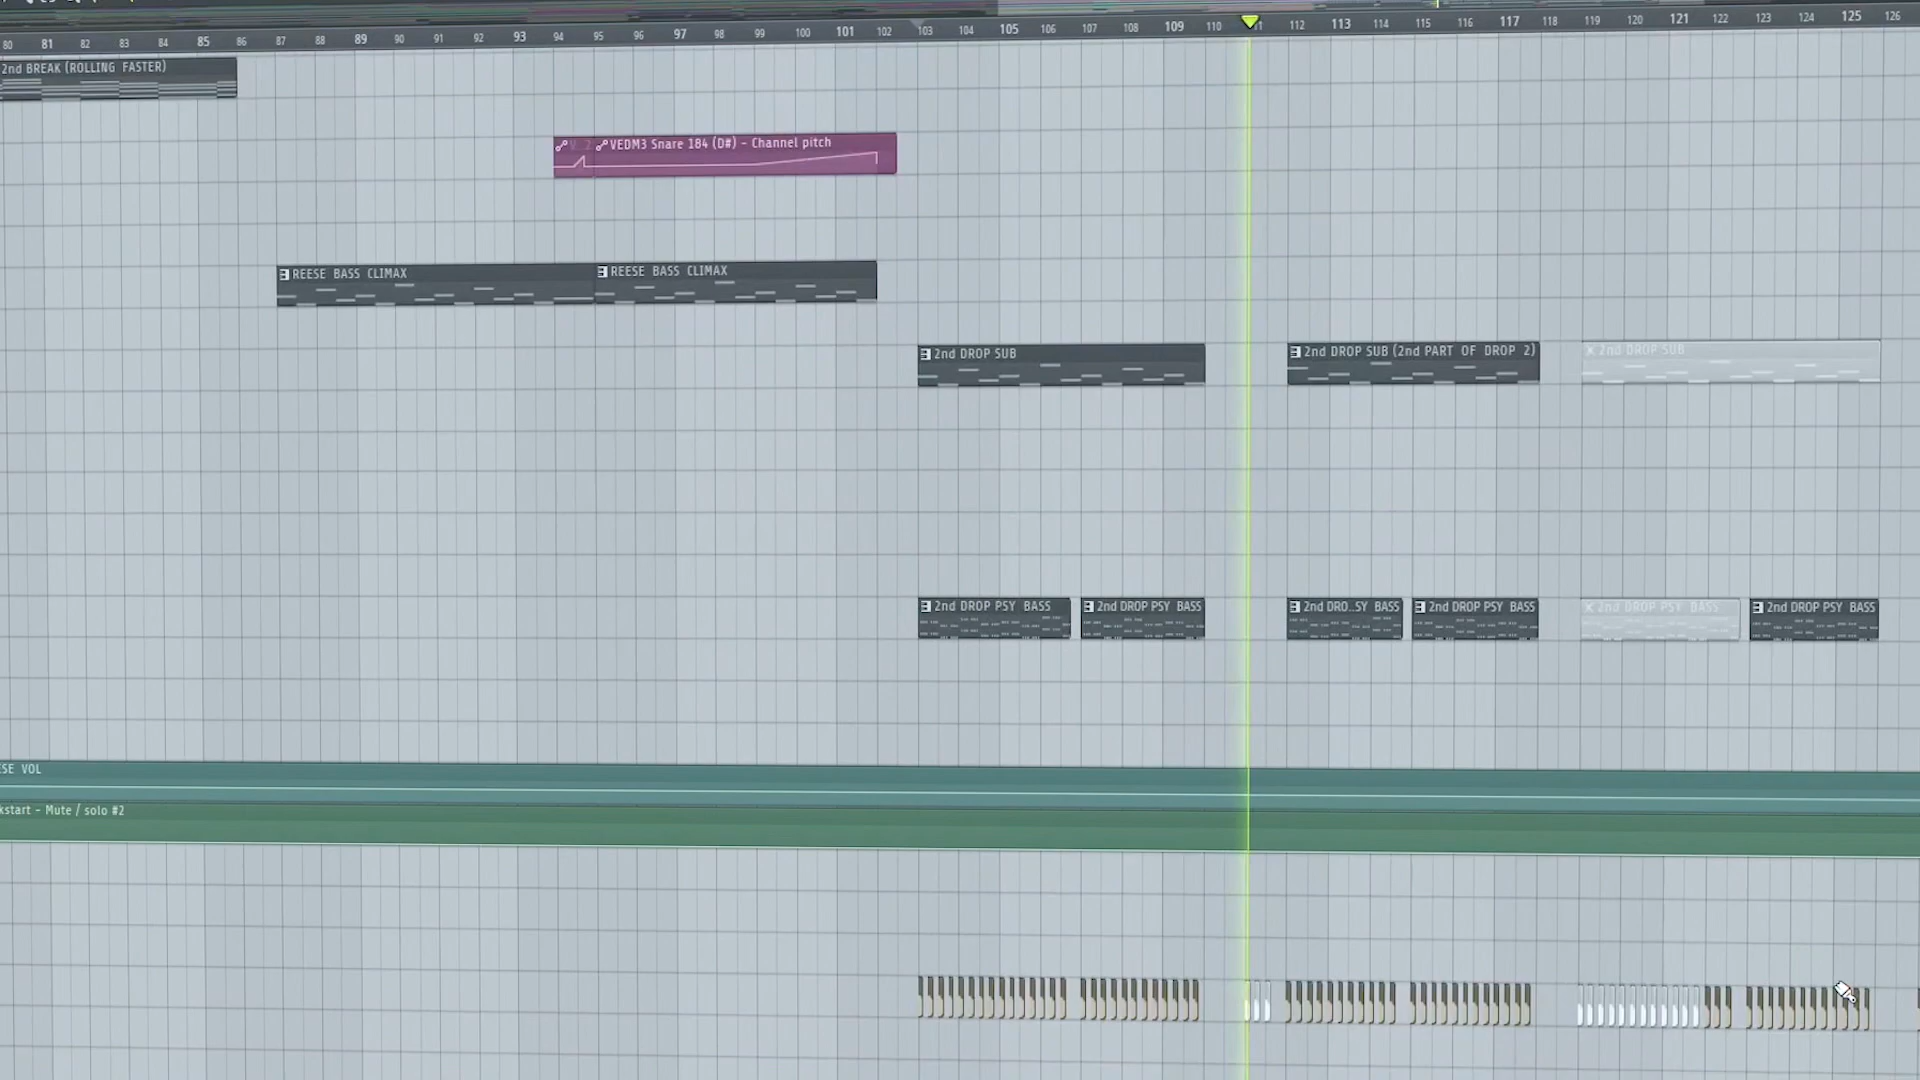 80 81 82 83 84 85 86 87 88 89 90 91 92 93 94 95 96 97 98 99 100 101 102 103 104 105 106 107 108 109 110 112 113 114 115 116 117 118 119 120 121 122 123 124 125 126
2nd BREAK (ROLLING FASTER)
VEDM3 Snare 184 (D#) - Channel pitch
REESE BASS CLIMAX REESE BASS CLIMAX
2nd DROP SUB 2nd DROP SUB (2nd PART OF DROP 2) 2nd DROP SUB
2nd DROP PSY BASS 2nd DROP PSY BASS 2nd DRO..SY BASS 2nd DROP PSY BASS 2nd DROP PSY BASS 2nd DROP PSY BASS
SE VOL
kstart - Mute / solo #2